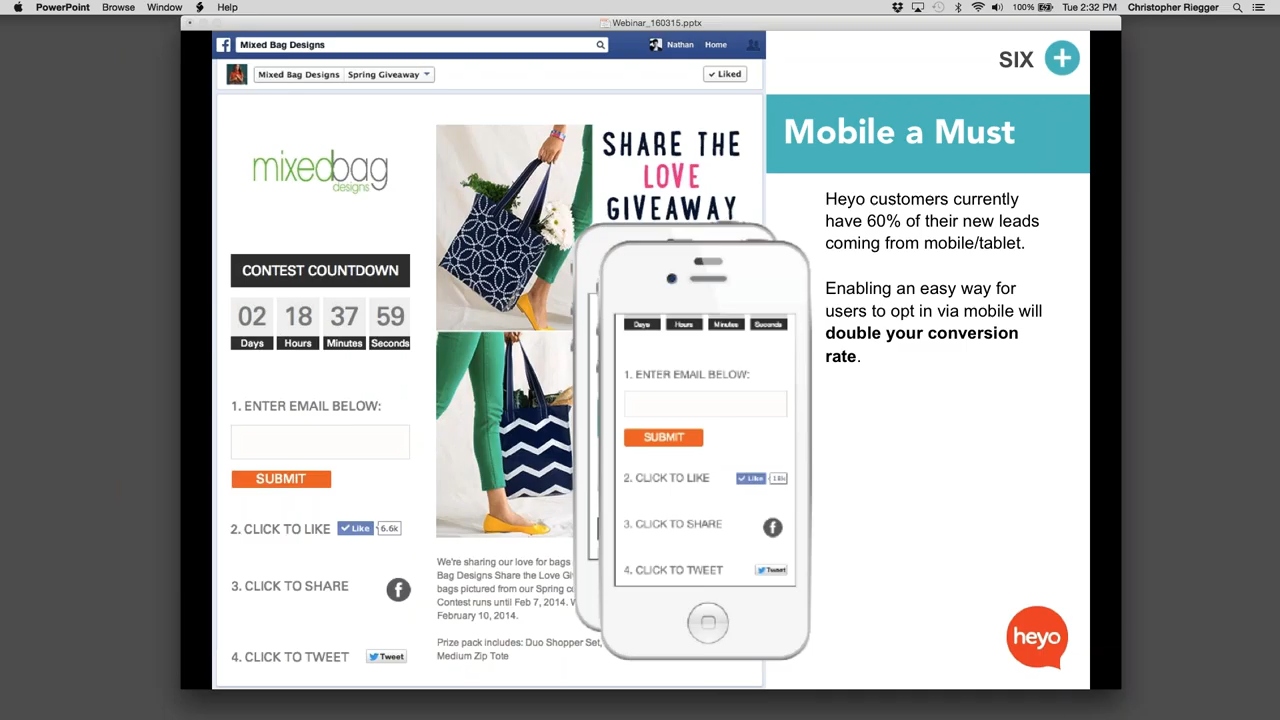 PowerPoint Browse Window Help
100% Tue 2:32 PM Christopher Riegger
Webinar_160315.pptx
Mixed Bag Designs
Nathan Home
Mixed Bag Designs Spring Giveaway
Liked
mixedbag
designs
SHARE THE
LOVE
GIVEAWAY
CONTEST COUNTDOWN
02 18 37 59
Days Hours Minutes Seconds
1. ENTER EMAIL BELOW:
SUBMIT
2. CLICK TO LIKE Like 6.6k
3. CLICK TO SHARE
4. CLICK TO TWEET Tweet
We're sharing our love for bags
Bag Designs Share the Love Gi
bags pictured from our Spring c
Contest runs until Feb 7, 2014. W
February 10, 2014.
Prize pack includes: Duo Shopper Set,
Medium Zip Tote
Days Hours Minutes Seconds
1. ENTER EMAIL BELOW:
SUBMIT
2. CLICK TO LIKE Like
3. CLICK TO SHARE
4. CLICK TO TWEET Tweet
SIX +
Mobile a Must
Heyo customers currently
have 60% of their new leads
coming from mobile/tablet.
Enabling an easy way for
users to opt in via mobile will
double your conversion
rate.
heyo